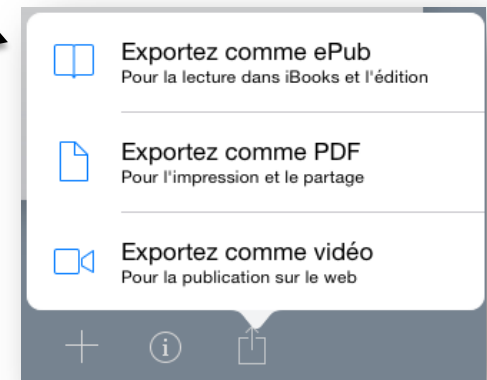 Exportez comme ePub
Pour la lecture dans iBooks et l'édition
Exportez comme PDF
Pour l'impression et le partage
Exportez comme vidéo
Pour la publication sur le web